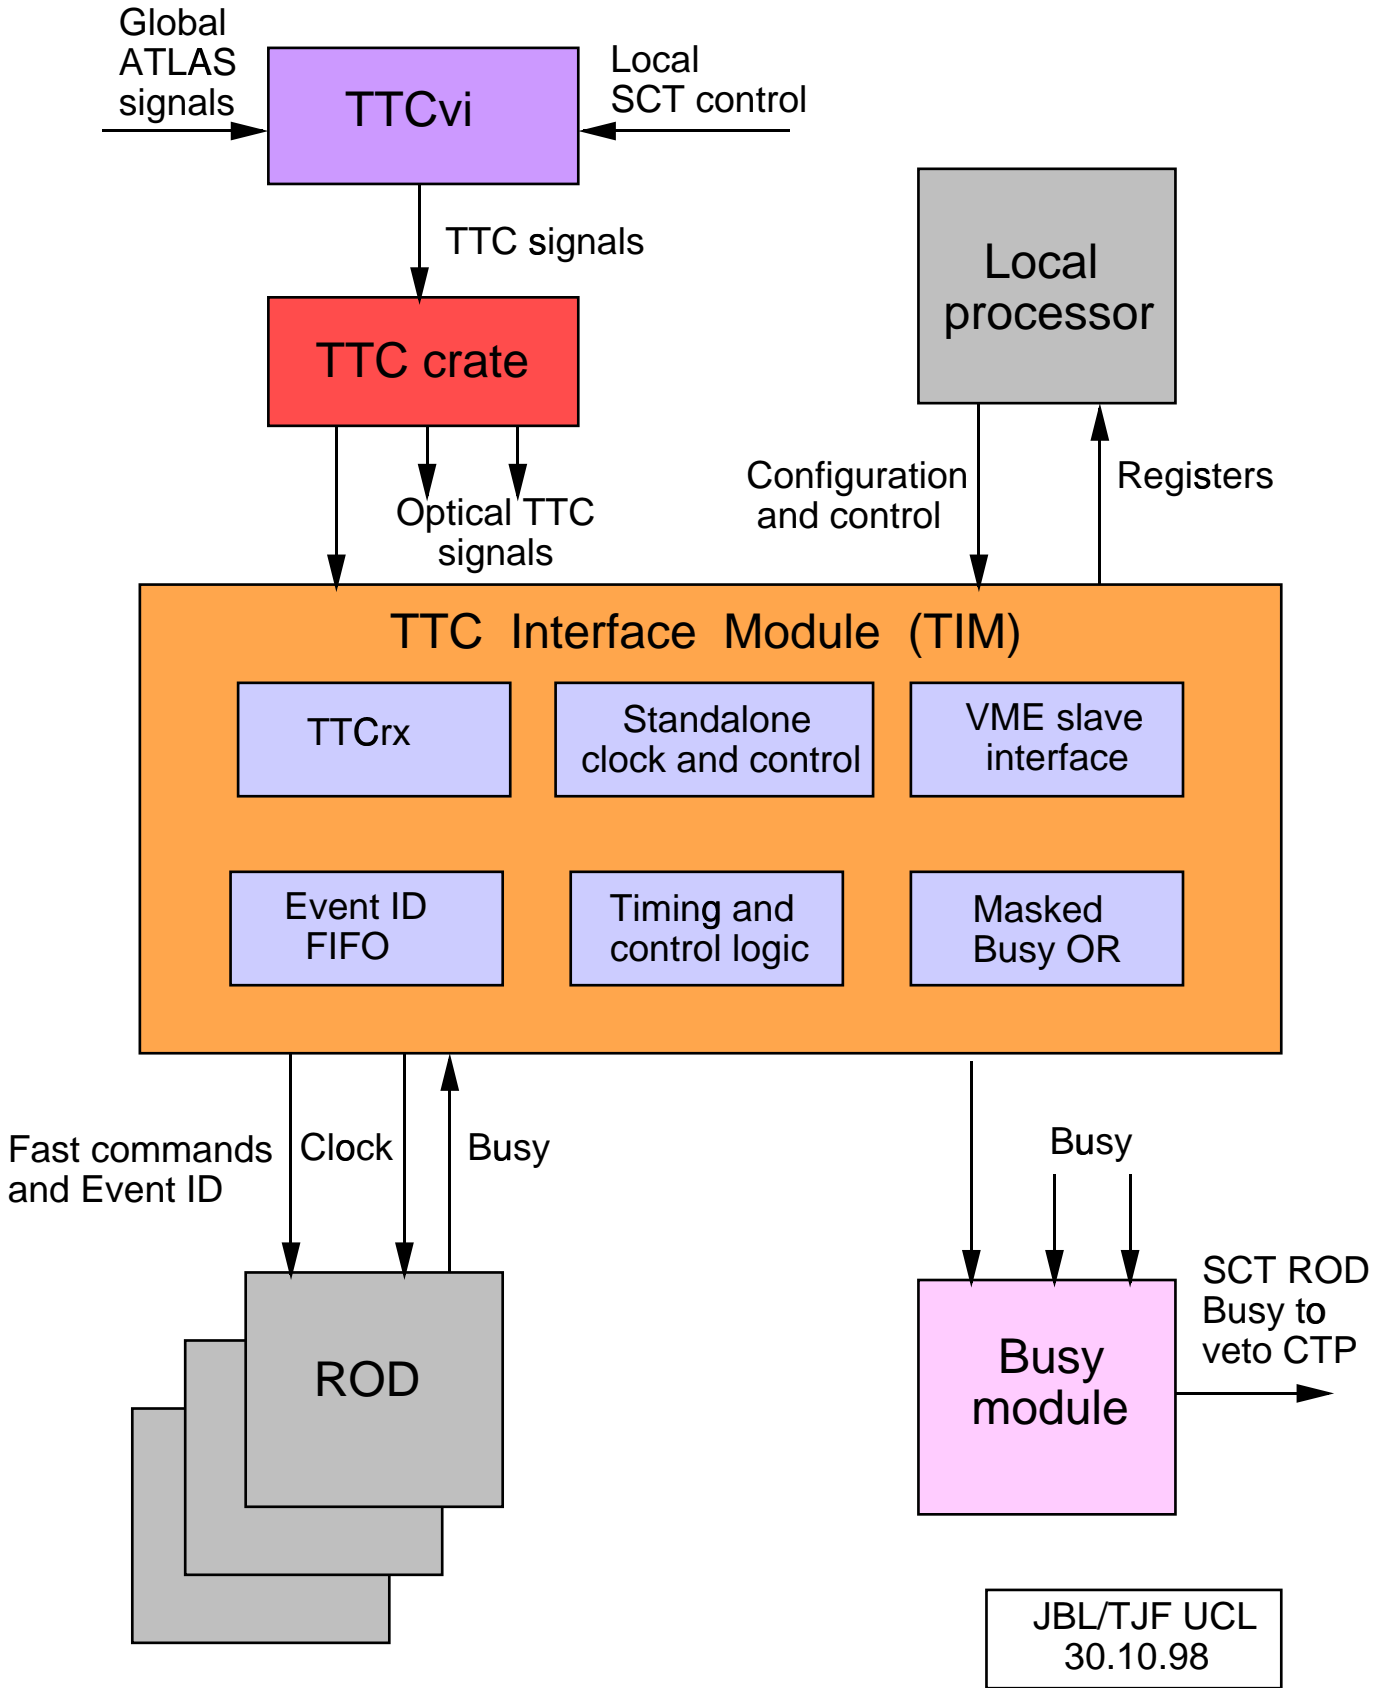 Global
ATLAS
signals
TTCvi
Local
SCT control
TTC signals
Local
processor
TTC crate
Optical TTC
signals
Configuration
and control
Registers
TTC Interface Module (TIM)
TTCrx
Standalone
clock and control
VME slave
interface
Event ID
FIFO
Timing and
control logic
Masked
Busy OR
Fast commands
and Event ID
Clock
Busy
Busy
ROD
Busy
module
SCT ROD
Busy to
veto CTP
JBL/TJF UCL
30.10.98